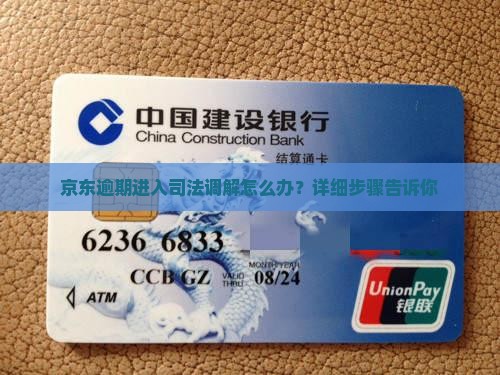 中国建设银行
China Construction Bank
结算通卡
京东逾期进入司法调解怎么办？详细步骤告诉你
6236 6833
MONTH/YEAR
CCB GZ VALID THRU 08/24
ATM
UnionPay
银联